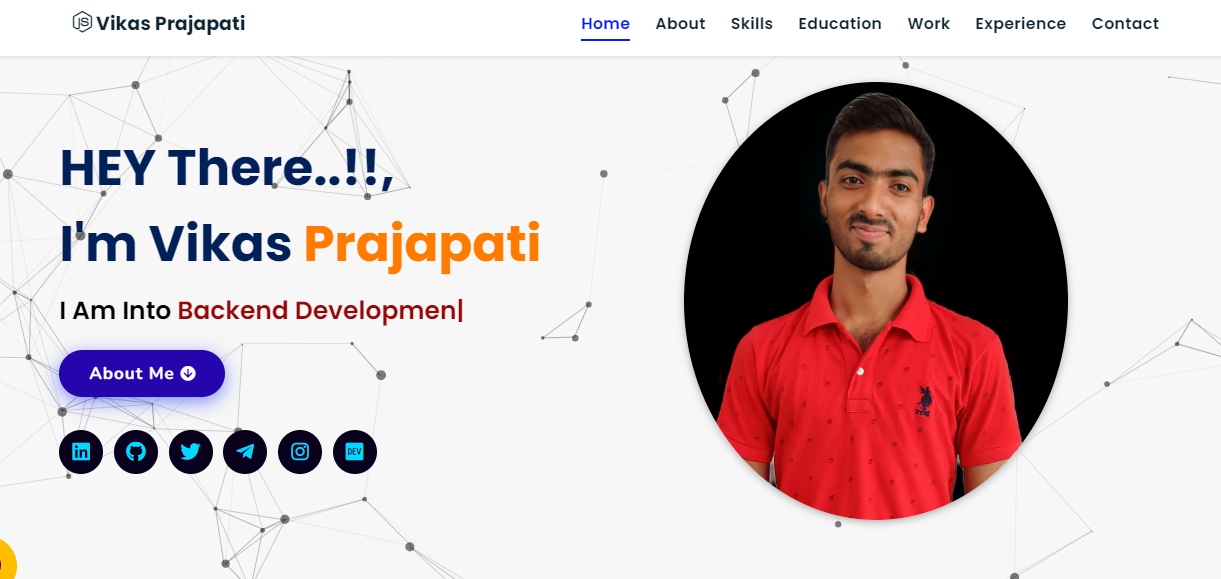 Vikas Prajapati
Home About Skills Education Work Experience Contact
HEY There..!!,
I'm Vikas Prajapati
I Am Into Backend Developmen|
About Me
DEV